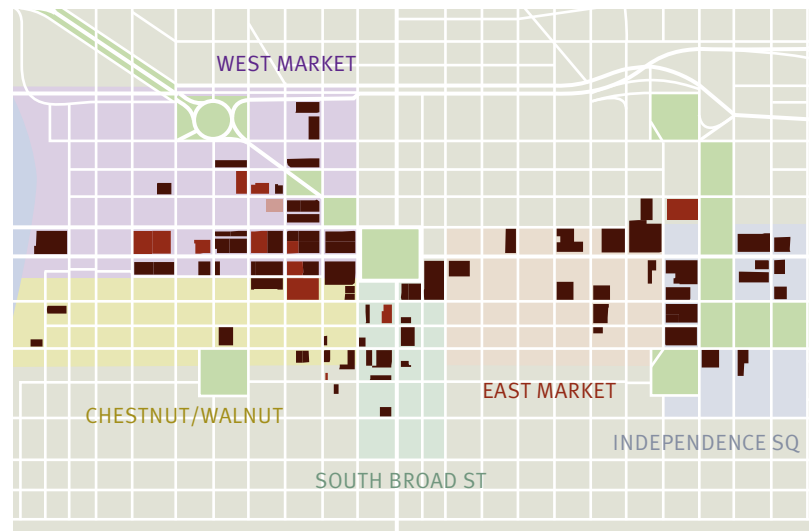 WEST MARKET
EAST MARKET
CHESTNUT/WALNUT
INDEPENDENCE SQ
SOUTH BROAD ST